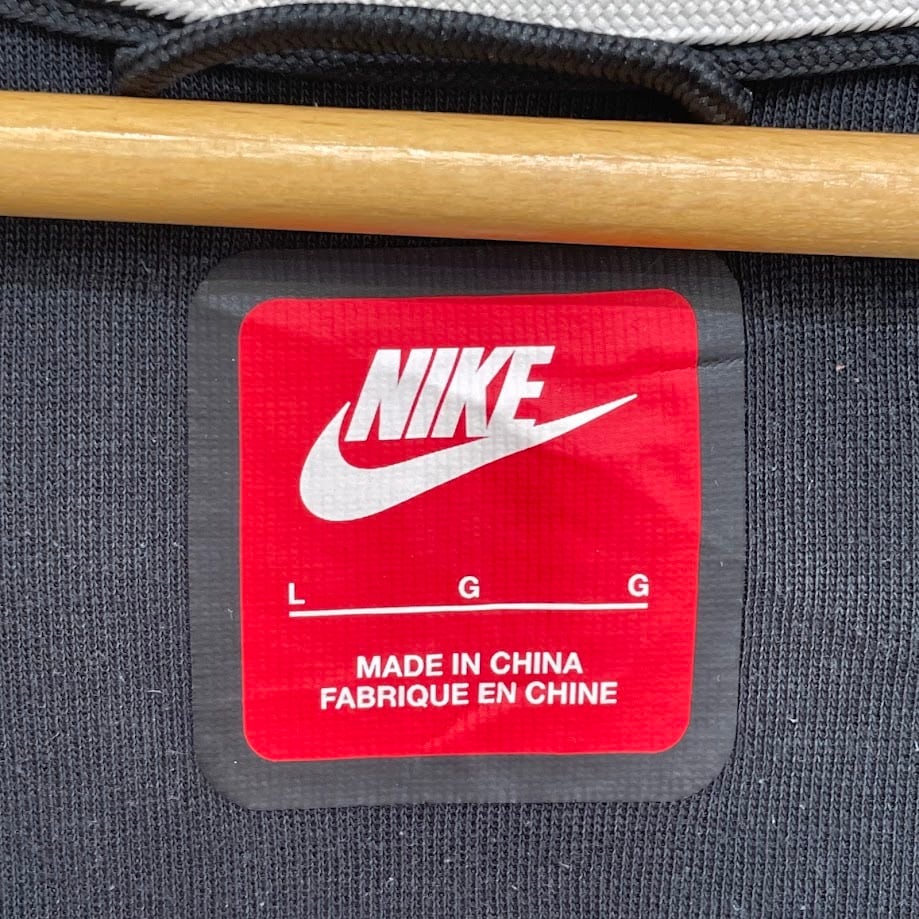 NIKE
L G G
MADE IN CHINA
FABRIQUE EN CHINE